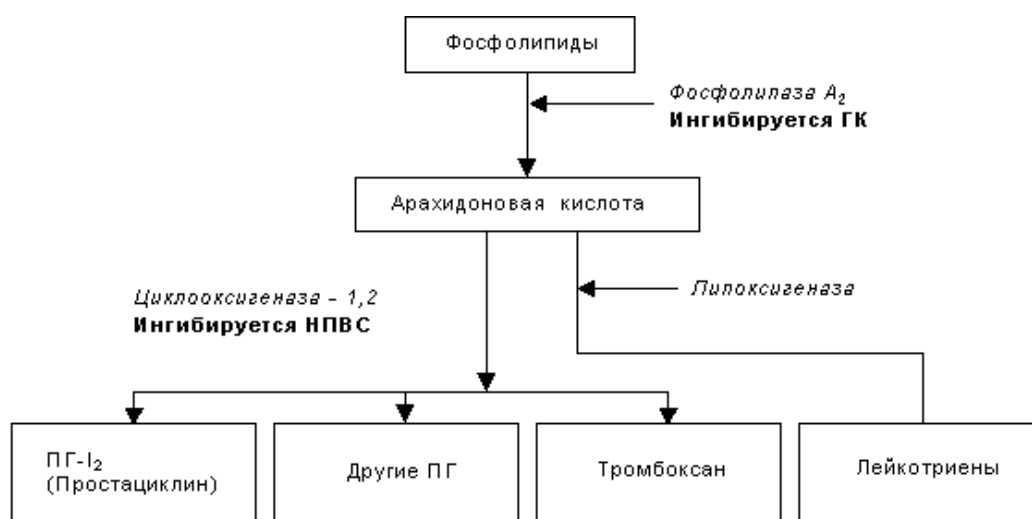 Фосфолипиды
Фосфолипаза А₂
Ингибируется ГК
Арахидоновая кислота
Циклооксигеназа - 1,2
Ингибируется НПВС
Липоксигеназа
ПГ-I₂
(Простациклин)
Другие ПГ
Тромбоксан
Лейкотриены